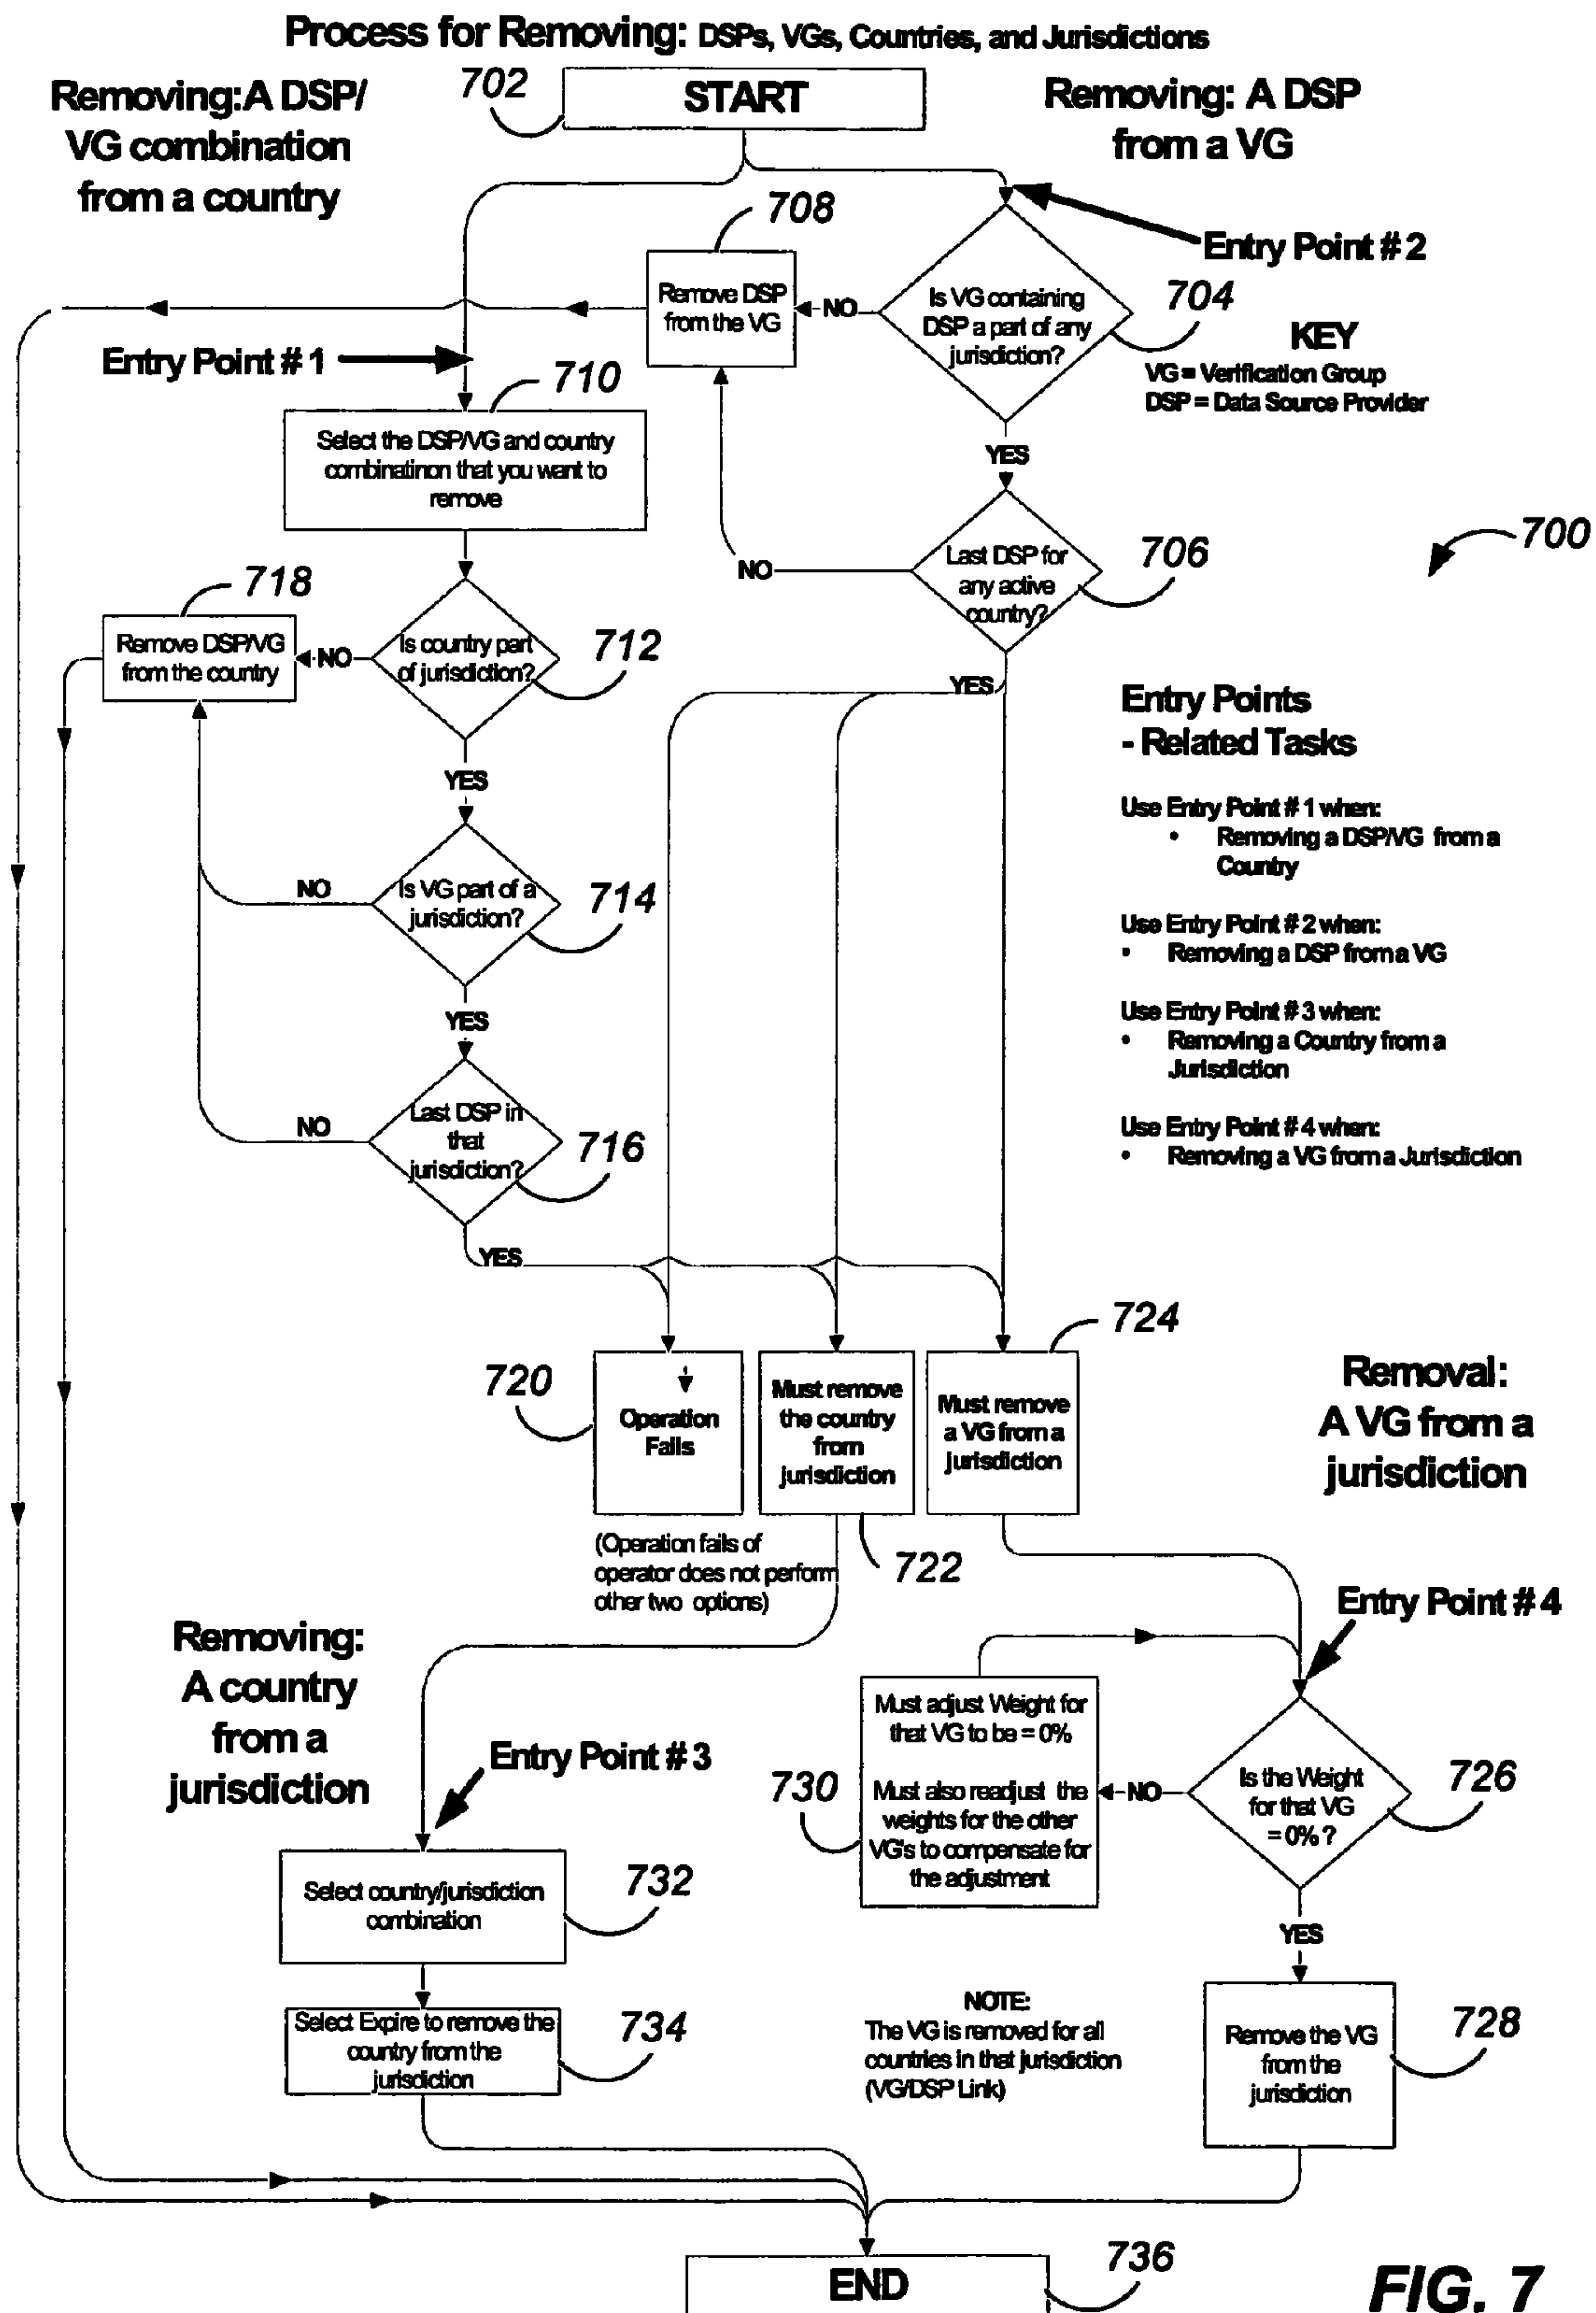 Process for Removing: DSPs, VGs, Countries, and Jurisdictions
Removing:A DSP/
VG combination
from a country
702
START
Removing: A DSP
from a VG
708
Entry Point # 2
Remove DSP
from the VG
NO
Is VG containing
DSP a part of any
jurisdiction?
704
KEY
VG = Verification Group
DSP = Data Source Provider
Entry Point # 1
710
Select the DSP/VG and country
combinatinon that you want to
remove
YES
700
NO
Last DSP for
any active
country?
706
718
Remove DSP/VG
from the country
NO
Is country part
of jurisdiction?
712
YES
Entry Points
- Related Tasks
Use Entry Point # 1 when:
• Removing a DSP/VG from a
Country
Use Entry Point # 2 when:
• Removing a DSP from a VG
Use Entry Point # 3 when:
• Removing a Country from a
Jurisdiction
Use Entry Point # 4 when:
• Removing a VG from a Jurisdiction
YES
NO
Is VG part of a
jurisdiction?
714
YES
NO
Last DSP in
that
jurisdiction?
716
YES
724
720
Operation
Fails
Must remove
the country
from
jurisdiction
Must remove
a VG from a
jurisdiction
Removal:
A VG from a
jurisdiction
(Operation fails of
operator does not perform
other two options)
722
Entry Point # 4
Removing:
A country
from a
jurisdiction
Entry Point # 3
730
Must adjust Weight for
that VG to be = 0%
Must also readjust the
weights for the other
VG's to compensate for
the adjustment
NO
Is the Weight
for that VG
= 0% ?
726
Select country/jurisdiction
combination
732
YES
Select Expire to remove the
country from the
jurisdiction
734
NOTE:
The VG is removed for all
countries in that jurisdiction
(VG/DSP Link)
Remove the VG
from the
jurisdiction
728
END
736
FIG. 7